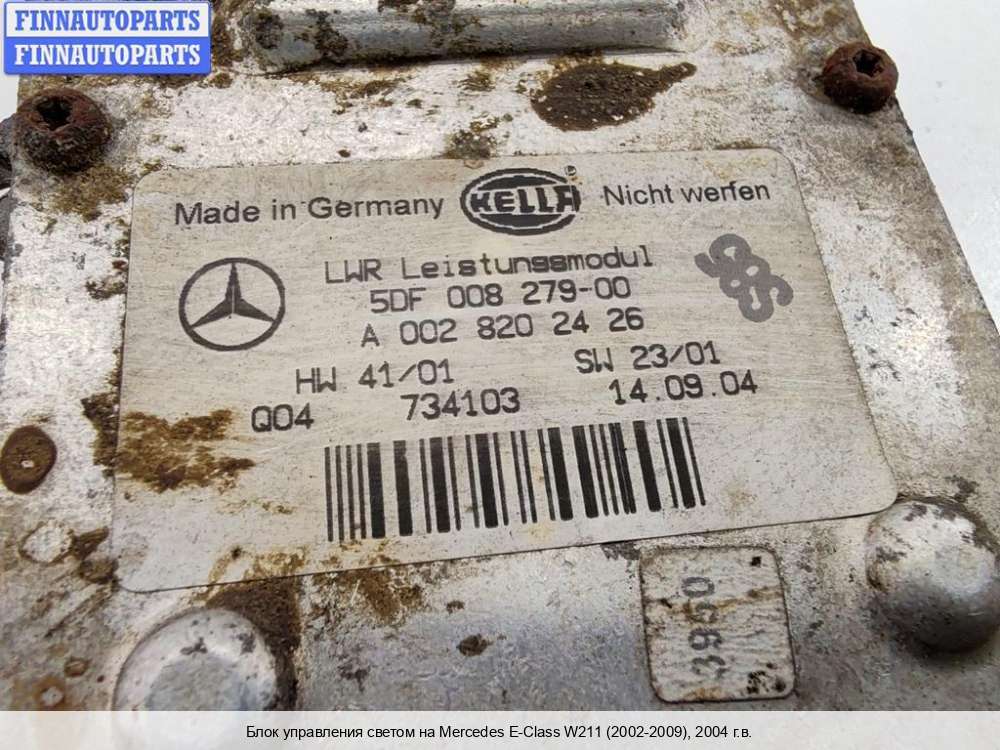 FINNAUTOPARTS
FINNAUTOPARTS
Made in Germany HELLA Nicht werfen
LWR Leistungsmodul
5DF 008 279-00
A 002 820 24 26
HW 41/01 SW 23/01
Q04 734103 14.09.04
3950
Блок управления светом на Mercedes E-Class W211 (2002-2009), 2004 г.в.